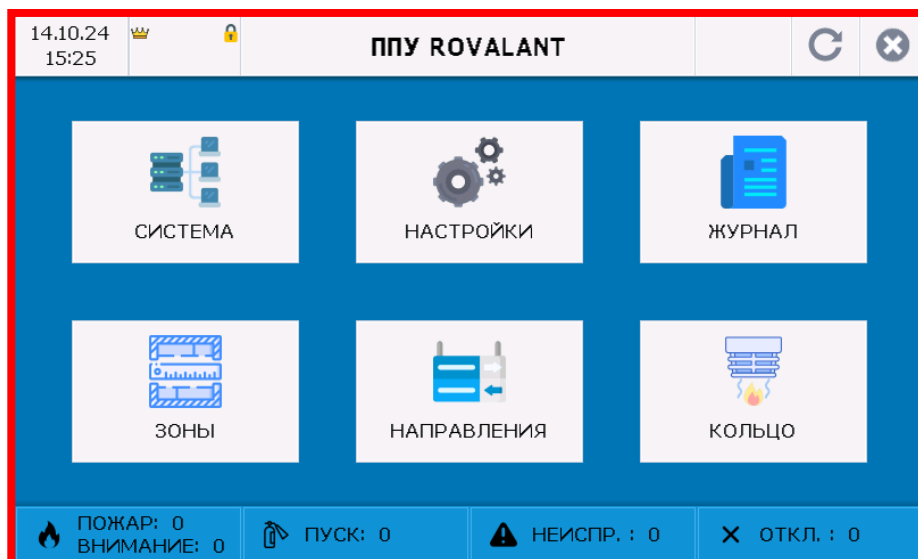 14.10.24
15:25
ППУ ROVALANT
СИСТЕМА
НАСТРОЙКИ
ЖУРНАЛ
ЗОНЫ
НАПРАВЛЕНИЯ
КОЛЬЦО
ПОЖАР: 0
ВНИМАНИЕ: 0
ПУСК: 0
НЕИСПР. : 0
ОТКЛ. : 0